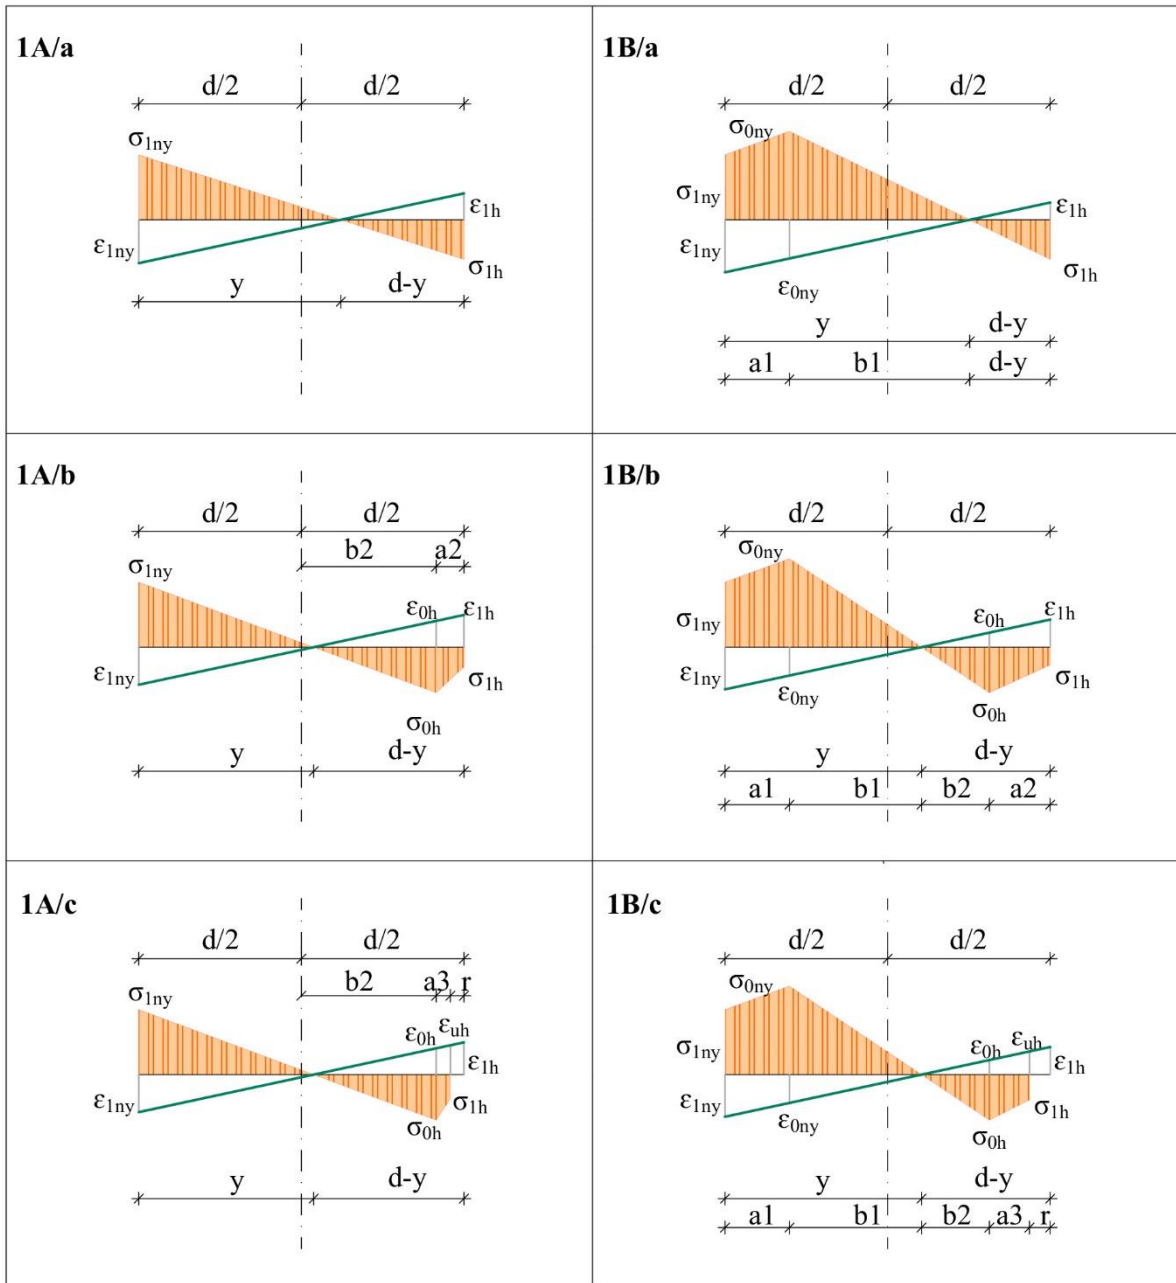 1A/a
d/2 d/2
σ1ny
ε1h
ε1ny
σ1h
y d-y
1B/a
d/2 d/2
σ0ny
σ1ny
ε1h
ε1ny
ε0ny
σ1h
y d-y
a1 b1 d-y
1A/b
d/2 d/2
b2 a2
σ1ny
ε0h ε1h
ε1ny
σ1h
σ0h
y d-y
1B/b
d/2 d/2
σ0ny
σ1ny
ε0h ε1h
ε1ny
ε0ny
σ1h
σ0h
y d-y
a1 b1 b2 a2
1A/c
d/2 d/2
b2 a3 r
σ1ny
ε0h εuh
ε1h
ε1ny
σ1h
σ0h
y d-y
1B/c
d/2 d/2
σ0ny
σ1ny
ε0h εuh
ε1h
ε1ny
ε0ny
σ1h
σ0h
y d-y
a1 b1 b2 a3 r